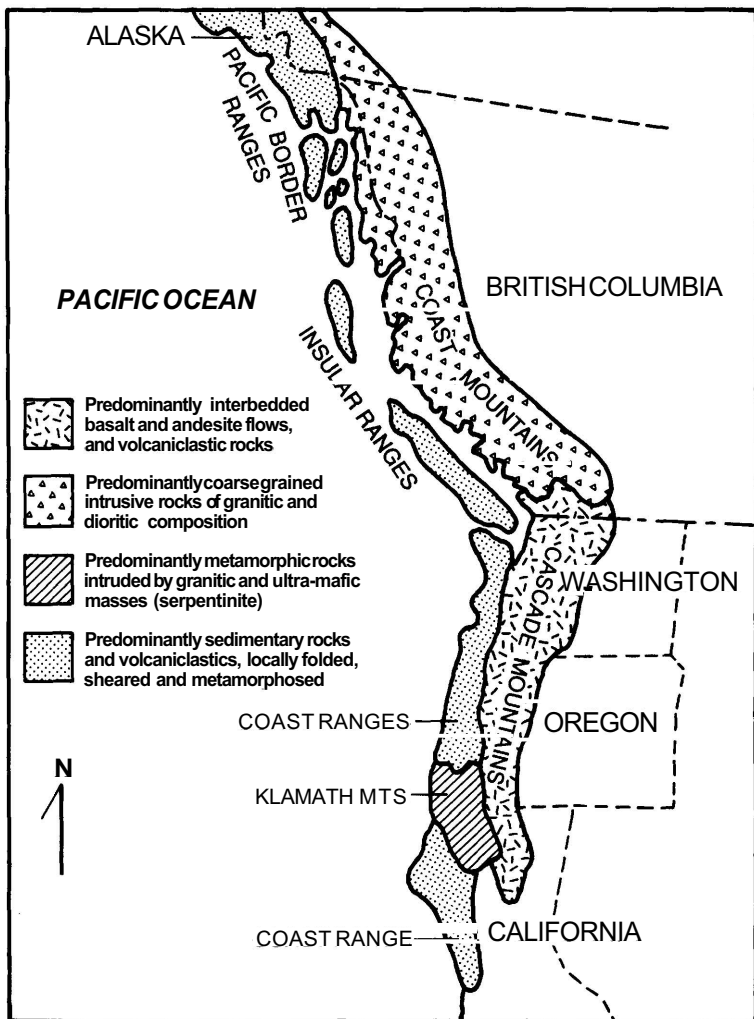 ALASKA
PACIFIC BORDER
RANGES
BRITISH COLUMBIA
PACIFIC OCEAN
COAST
MOUNTAINS
INSULAR RANGES
Predominantly interbedded
basalt and andesite flows,
and volcaniclastic rocks
Predominantly coarse grained
intrusive rocks of granitic and
dioritic composition
Predominantly metamorphic rocks
intruded by granitic and ultra-mafic
masses (serpentinite)
Predominantly sedimentary rocks
and volcaniclastics, locally folded,
sheared and metamorphosed
WASHINGTON
CASCADE MOUNTAINS
COAST RANGES
OREGON
N
KLAMATH MTS
COAST RANGE
CALIFORNIA